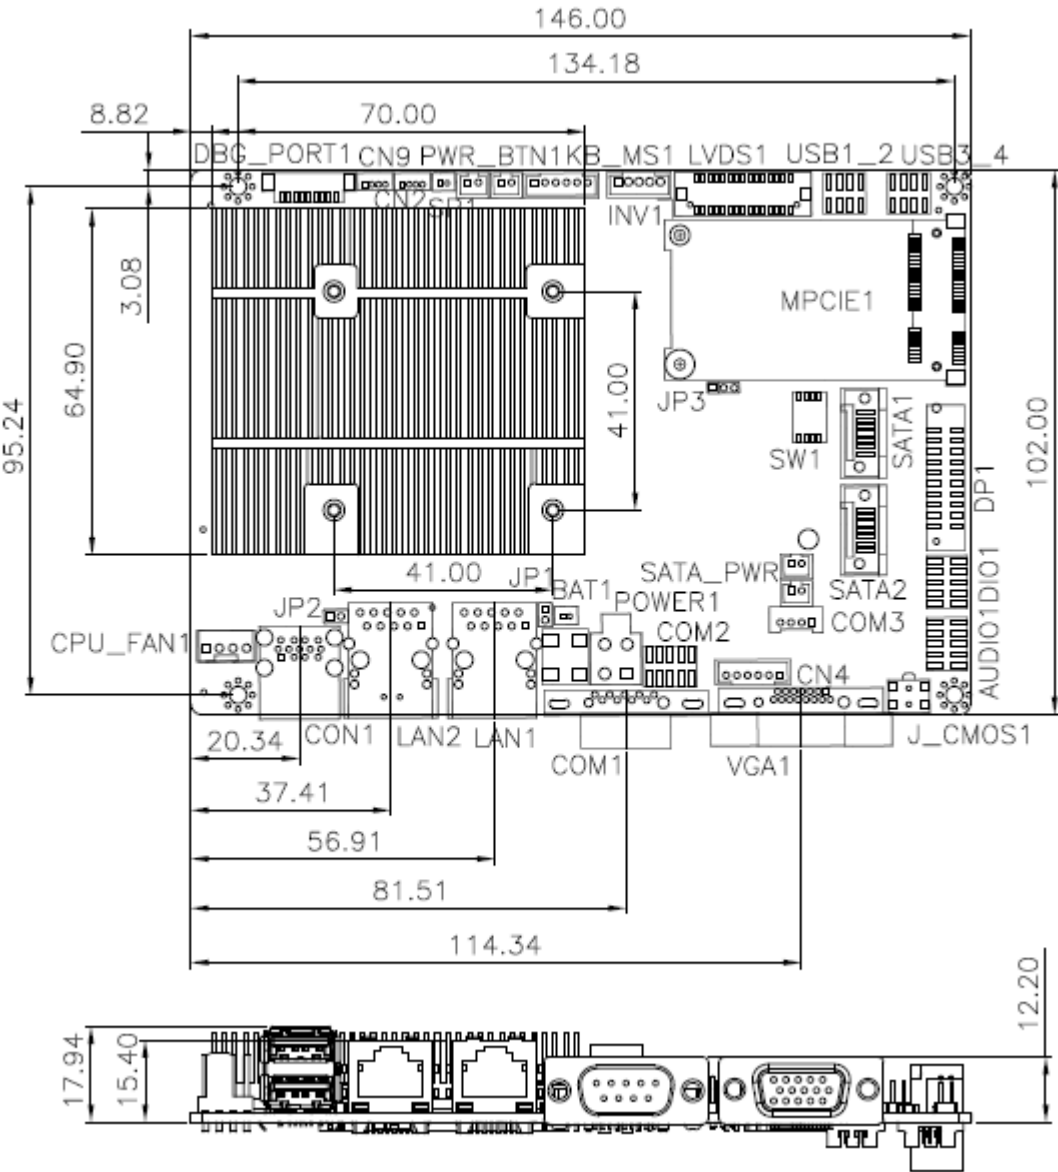 146.00
134.18
8.82
70.00
DBG_PORT1 CN9 PWR_BTN1 KB_MS1 LVDS1 USB1_2 USB3_4
CN2 SP1
INV1
3.08
MPCIE1
64.90
41.00
95.24
JP3
SATA1
102.00
SW1
DP1
41.00
JP1
SATA_PWR
SATA2
DIO1
BAT1
POWER1
JP2
COM3
COM2
CPU_FAN1
AUDIO1
CN4
CON1
LAN2
LAN1
J_CMOS1
20.34
COM1
VGA1
37.41
56.91
81.51
114.34
12.20
17.94
15.40